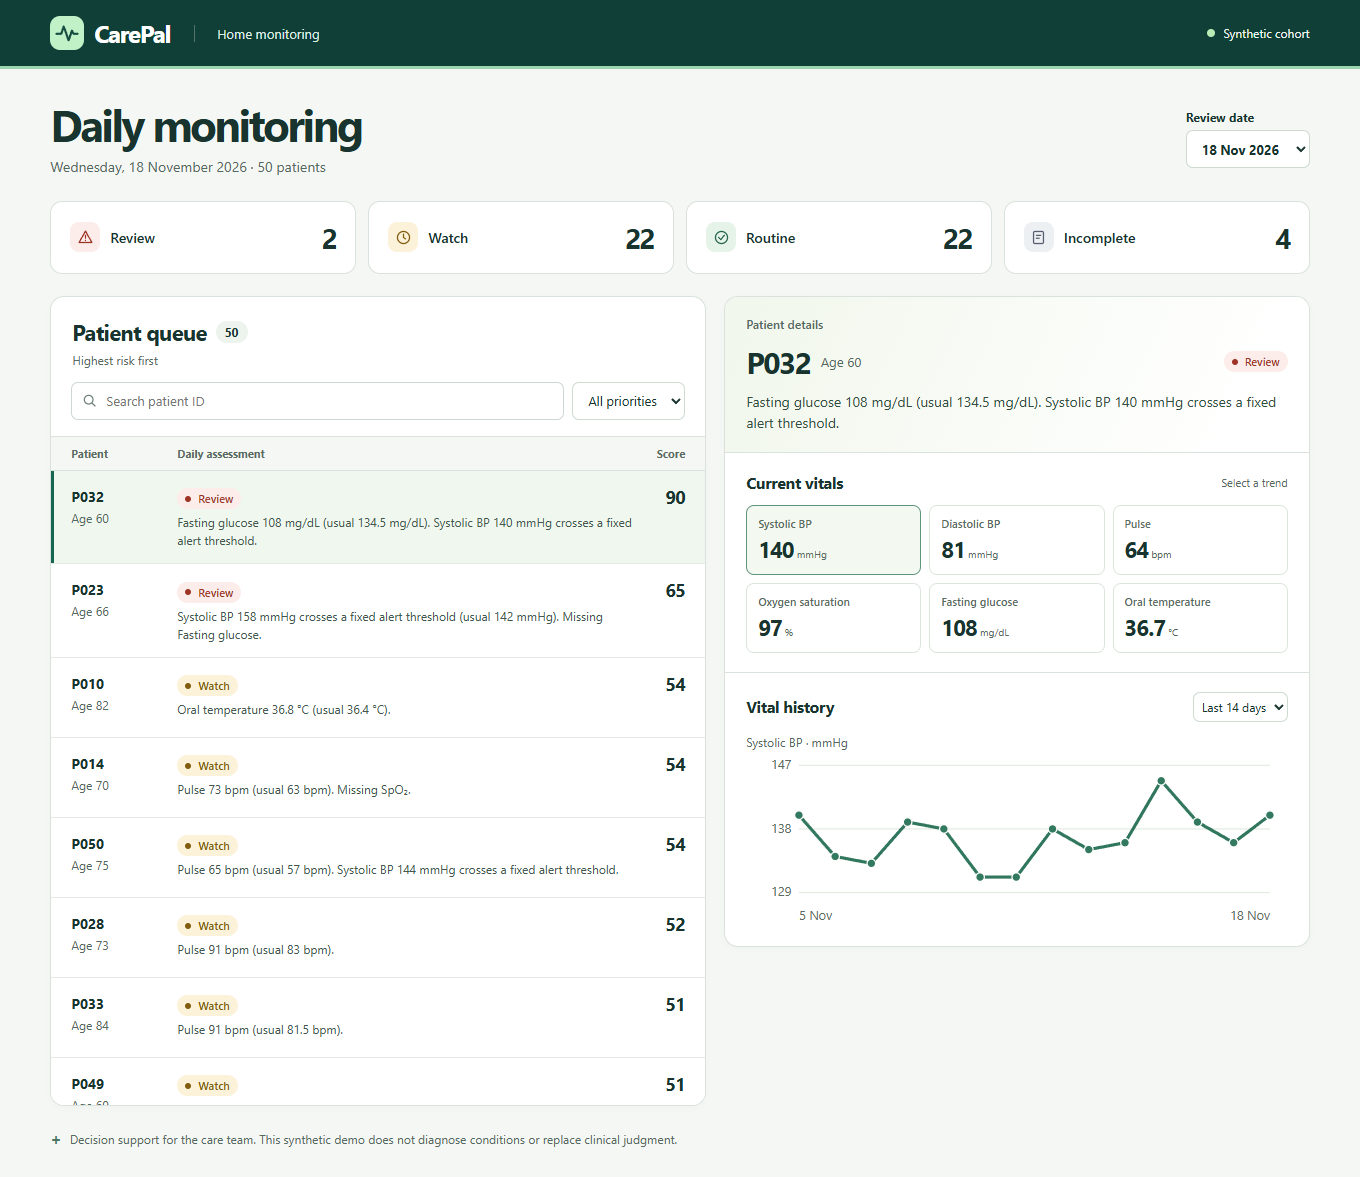 CarePal
Home monitoring
Synthetic cohort
Daily monitoring
Wednesday, 18 November 2026 · 50 patients
Review date
18 Nov 2026
Review
2
Watch
22
Routine
22
Incomplete
4
Patient queue
50
Highest risk first
Search patient ID
All priorities
Patient
Daily assessment
Score
P032
Age 60
Review
Fasting glucose 108 mg/dL (usual 134.5 mg/dL). Systolic BP 140 mmHg crosses a fixed
alert threshold.
90
P023
Age 66
Review
Systolic BP 158 mmHg crosses a fixed alert threshold (usual 142 mmHg). Missing
Fasting glucose.
65
P010
Age 82
Watch
Oral temperature 36.8 °C (usual 36.4 °C).
54
P014
Age 70
Watch
Pulse 73 bpm (usual 63 bpm). Missing SpO₂.
54
P050
Age 75
Watch
Pulse 65 bpm (usual 57 bpm). Systolic BP 144 mmHg crosses a fixed alert threshold.
54
P028
Age 73
Watch
Pulse 91 bpm (usual 83 bpm).
52
P033
Age 84
Watch
Pulse 91 bpm (usual 81.5 bpm).
51
P049
Watch
51
Patient details
P032
Age 60
Review
Fasting glucose 108 mg/dL (usual 134.5 mg/dL). Systolic BP 140 mmHg crosses a fixed
alert threshold.
Current vitals
Select a trend
Systolic BP
140 mmHg
Diastolic BP
81 mmHg
Pulse
64 bpm
Oxygen saturation
97 %
Fasting glucose
108 mg/dL
Oral temperature
36.7 °C
Vital history
Last 14 days
Systolic BP · mmHg
147
138
129
5 Nov
18 Nov
+ Decision support for the care team. This synthetic demo does not diagnose conditions or replace clinical judgment.